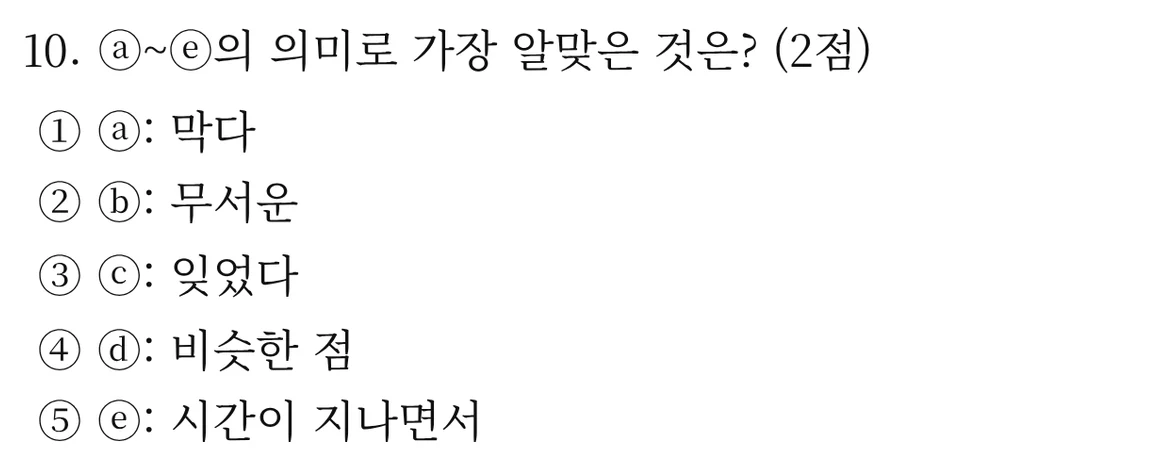 10. ⓐ~ⓔ의 의미로 가장 알맞은 것은? (2점)
① ⓐ: 막다
② ⓑ: 무서운
③ ⓒ: 잊었다
④ ⓓ: 비슷한 점
⑤ ⓔ: 시간이 지나면서